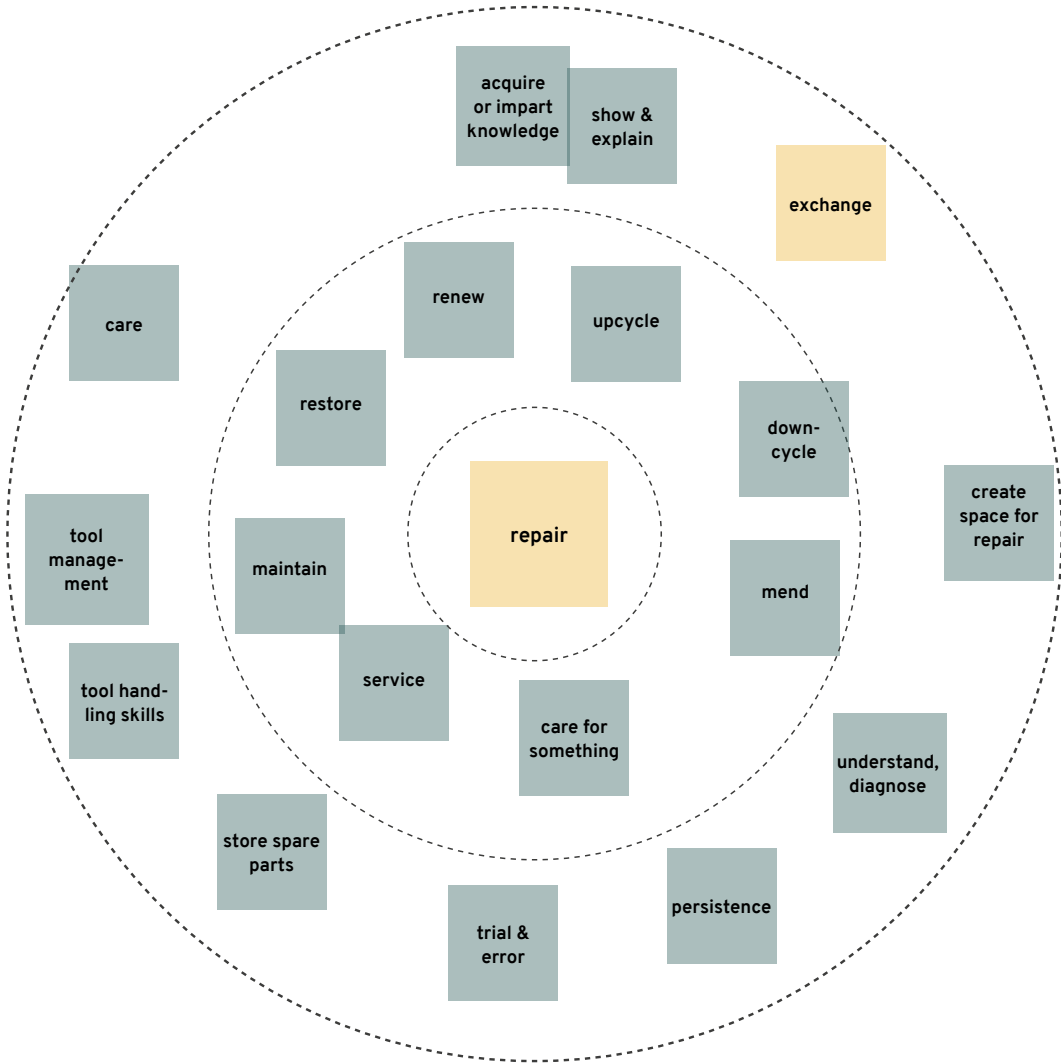 acquire
or impart
knowledge
show &
explain
exchange
renew
upcycle
care
restore
down-
cycle
repair
create
space for
repair
tool
manage-
ment
maintain
mend
service
tool hand-
ling skills
care for
something
understand,
diagnose
store spare
parts
persistence
trial &
error